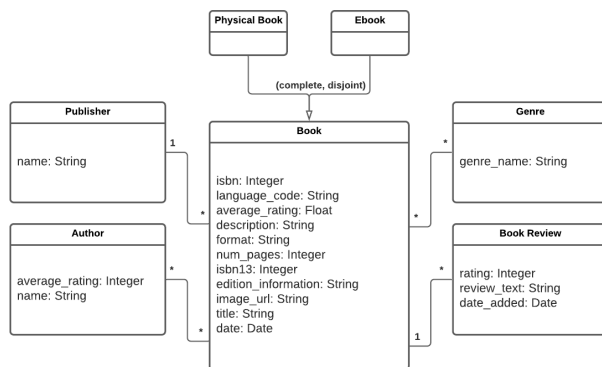 Physical Book
Ebook
(complete, disjoint)
Publisher
name: String
1
*
Author
average_rating: Integer
name: String
*
*
Book
isbn: Integer
language_code: String
average_rating: Float
description: String
format: String
num_pages: Integer
isbn13: Integer
edition_information: String
image_url: String
title: String
date: Date
Genre
genre_name: String
*
*
Book Review
rating: Integer
review_text: String
date_added: Date
*
1